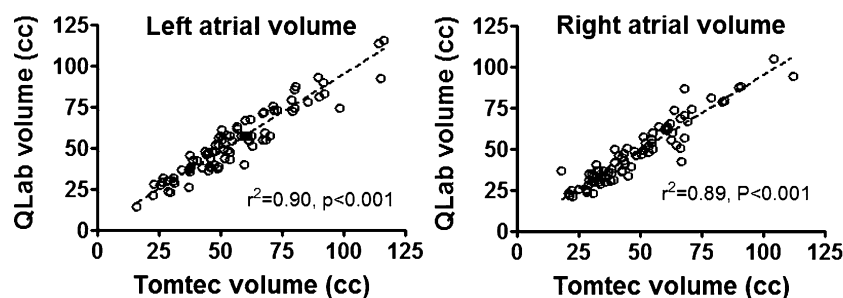 Left atrial volume
QLab volume (cc)
125
100
75
50
25
0
r²=0.90, p<0.001
0 25 50 75 100 125
Tomtec volume (cc)
Right atrial volume
QLab volume (cc)
125
100
75
50
25
0
r²=0.89, P<0.001
0 25 50 75 100 125
Tomtec volume (cc)